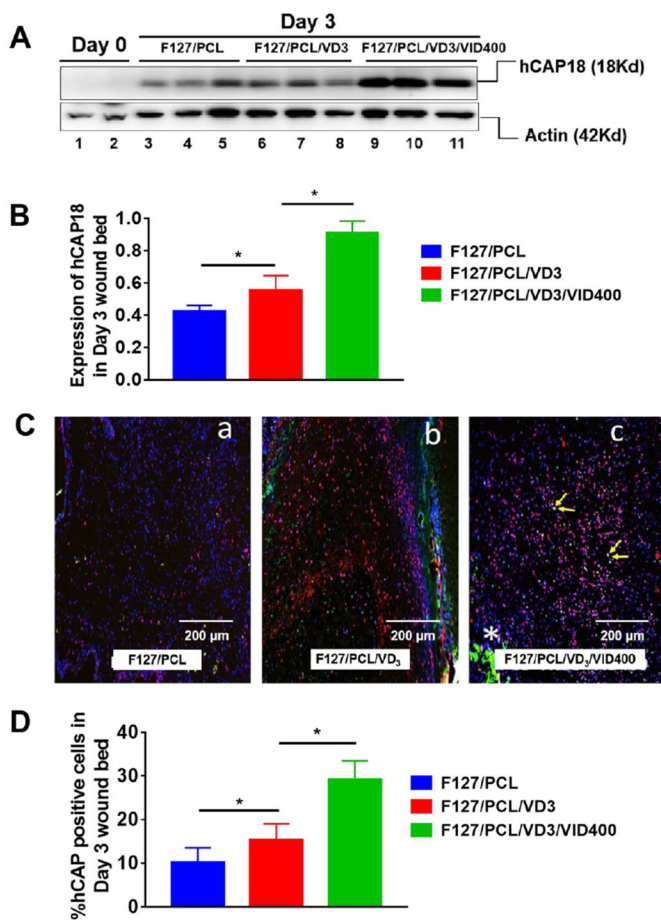 A
Day 3
Day 0
F127/PCL
F127/PCL/VD3
F127/PCL/VD3/VID400
hCAP18 (18Kd)
Actin (42Kd)
1 2 3 4 5 6 7 8 9 10 11
B
Expression of hCAP18
in Day 3 wound bed
1.0
0.8
0.6
0.4
0.2
0.0
*
*
F127/PCL
F127/PCL/VD3
F127/PCL/VD3/VID400
C
a
b
c
200 µm
200 µm
200 µm
*
F127/PCL
F127/PCL/VD₃
F127/PCL/VD₃/VID400
D
%hCAP positive cells in
Day 3 wound bed
40
30
20
10
0
*
*
F127/PCL
F127/PCL/VD3
F127/PCL/VD3/VID400